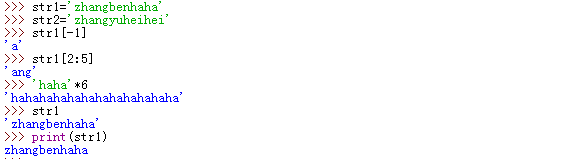 >>> str1='zhangbenhaha'
>>> str2='zhangyuheihei'
>>> str1[-1]
'a'
>>> str1[2:5]
'ang'
>>> 'haha'*6
'hahahahahahahahahahahaha'
>>> str1
'zhangbenhaha'
>>> print(str1)
zhangbenhaha